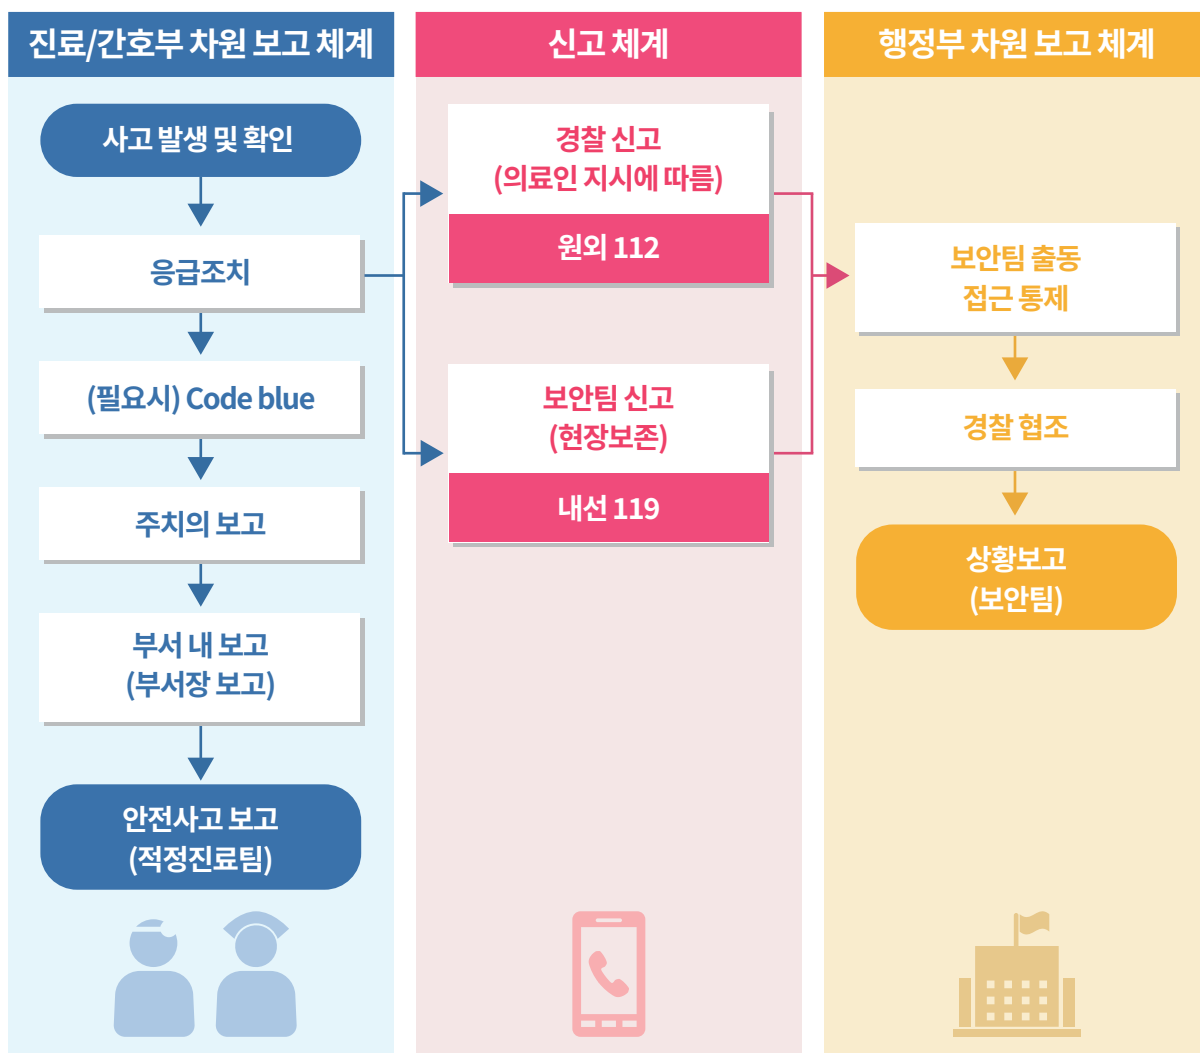 진료/간호부 차원 보고 체계
사고 발생 및 확인
응급조치
(필요시) Code blue
주치의 보고
부서 내 보고
(부서장 보고)
안전사고 보고
(적정진료팀)
신고 체계
경찰 신고
(의료인 지시에 따름)
원외 112
보안팀 신고
(현장보존)
내선 119
행정부 차원 보고 체계
보안팀 출동
접근 통제
경찰 협조
상황보고
(보안팀)